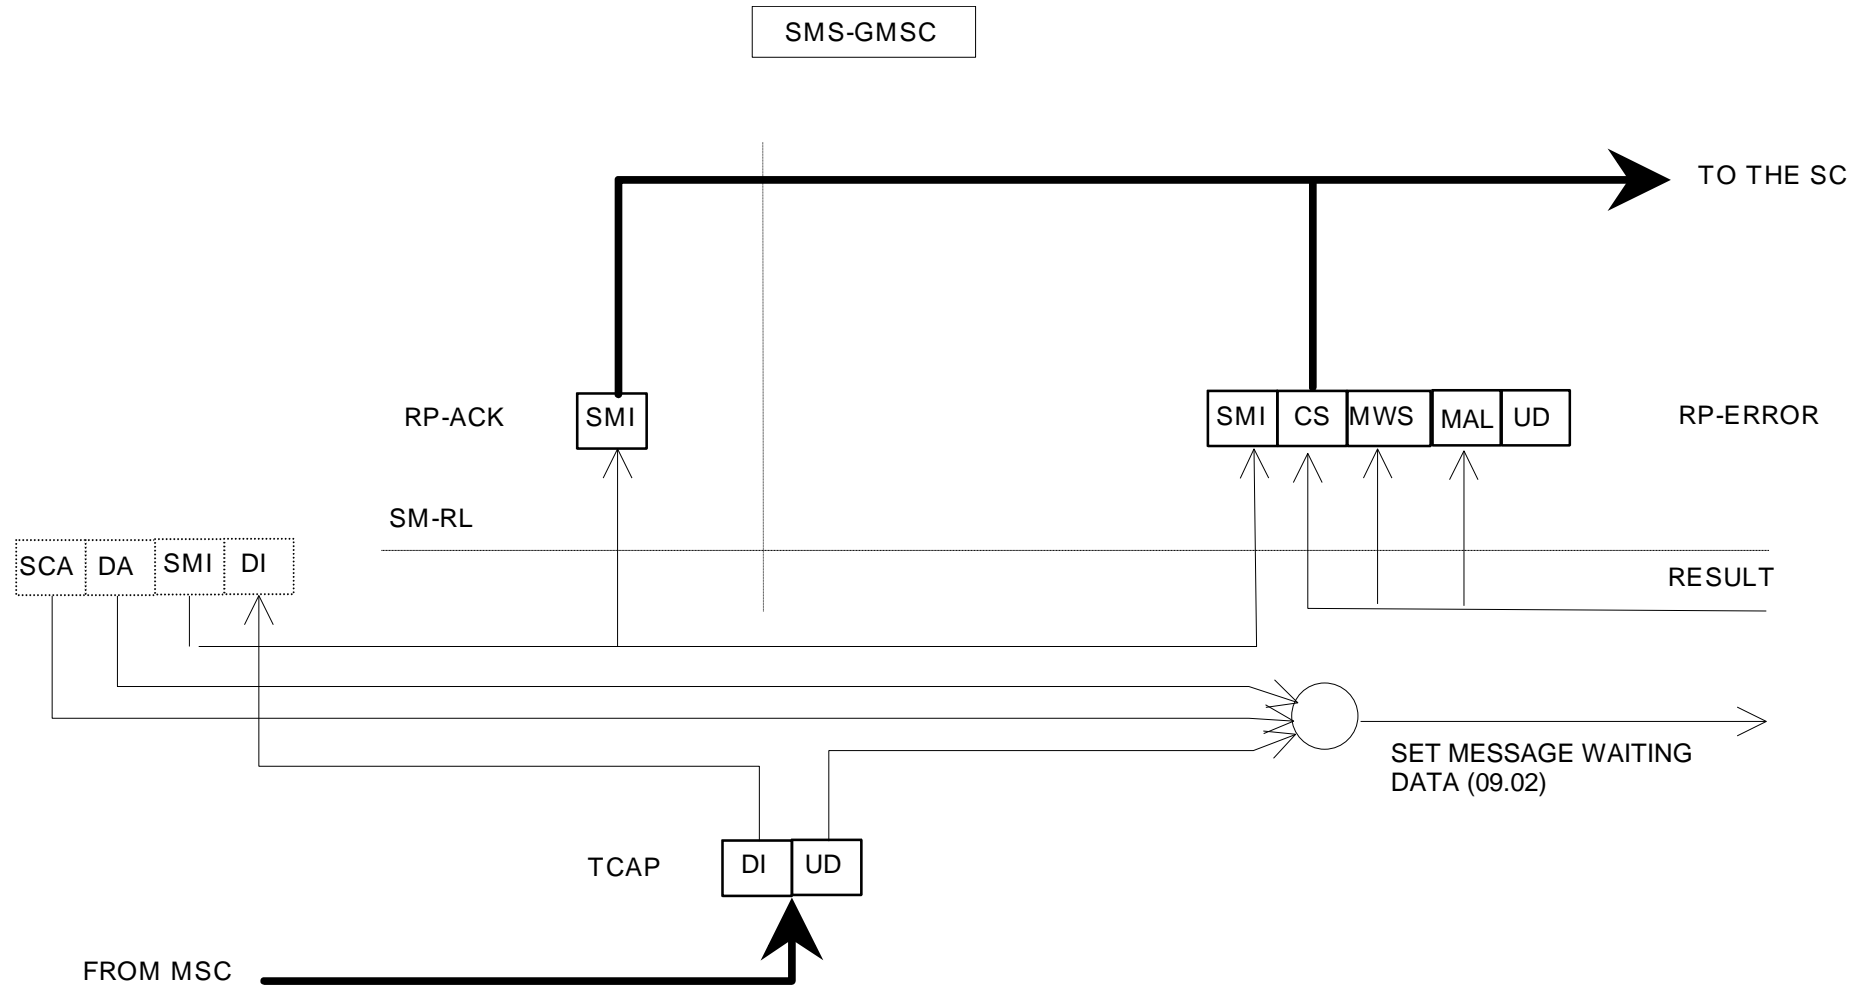 SMS-GMSC
TO THE SC
RP-ACK SMI SMI CS MWS MAL UD RP-ERROR
SM-RL
SCA DA SMI DI
RESULT
SET MESSAGE WAITING
DATA (09.02)
TCAP DI UD
FROM MSC